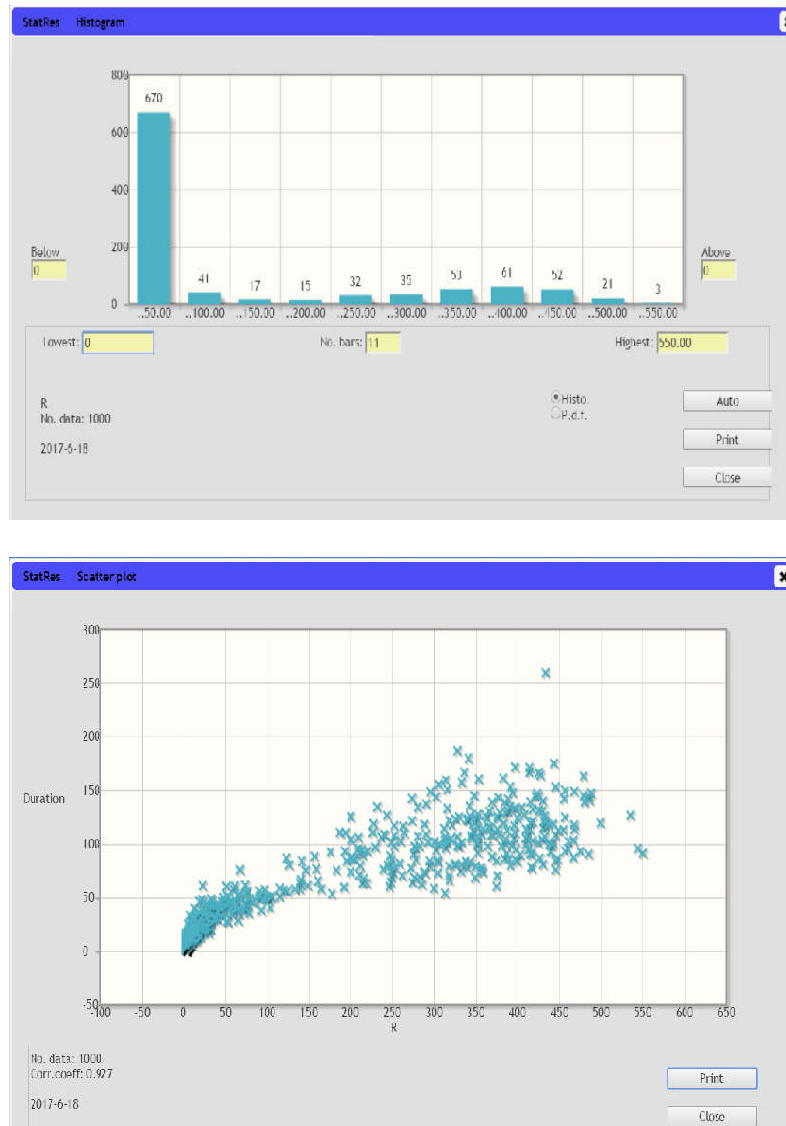 StatRes Histogram
800
670
600
400
200
0
41 17 15 32 35 53 61 52 21 3
Below
0
Above
0
..50.00 ..100.00 ..150.00 ..200.00 ..250.00 ..300.00 ..350.00 ..400.00 ..450.00 ..500.00 ..550.00
Lowest: 0 No. bars: 11 Highest: 550.00
R
No. data: 1000
2017-6-18
Histo.
P.d.f.
Auto
Print
Close
StatRes Scatter plot
300
250
200
150
100
50
0
-50
Duration
-100 -50 0 50 100 150 200 250 300 350 400 450 500 550 600 650
R
No. data: 1000
Corr.coeff: 0.927
2017-6-18
Print
Close